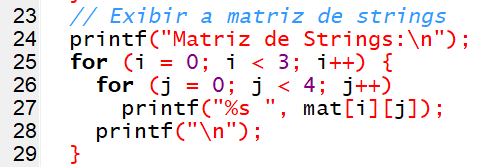 23 // Exibir a matriz de strings
24 printf("Matriz de Strings:\n");
25 for (i = 0; i < 3; i++) {
26 for (j = 0; j < 4; j++)
27 printf("%s ", mat[i][j]);
28 printf("\n");
29 }